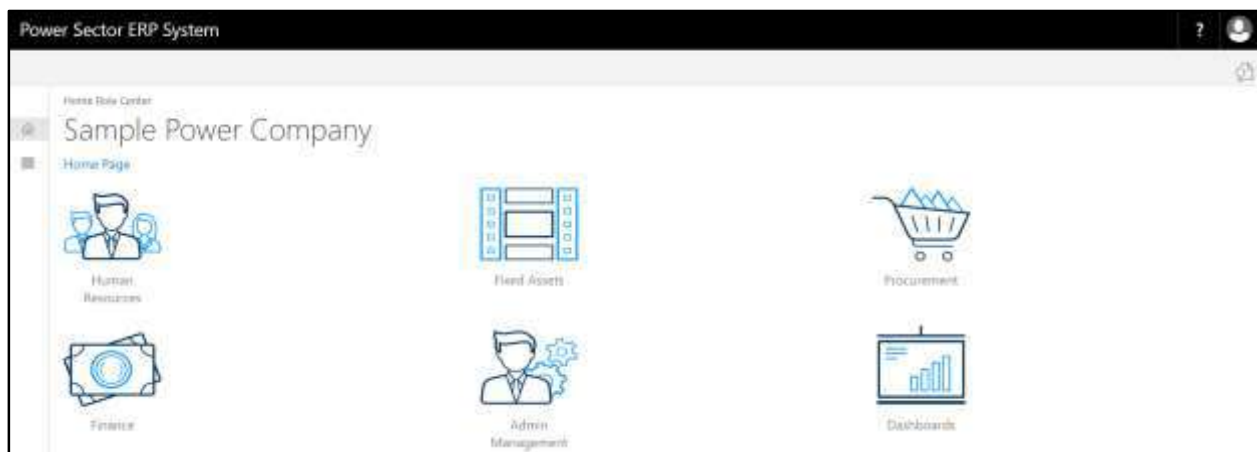 Power Sector ERP System
?
Home Role Center
Sample Power Company
Home Page
Human
Resources
Fixed Assets
Procurement
Finance
Admin
Management
Dashboards